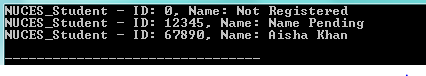 NUCES_Student - ID: 0, Name: Not Registered
NUCES_Student - ID: 12345, Name: Name Pending
NUCES_Student - ID: 67890, Name: Aisha Khan
--------------------------------